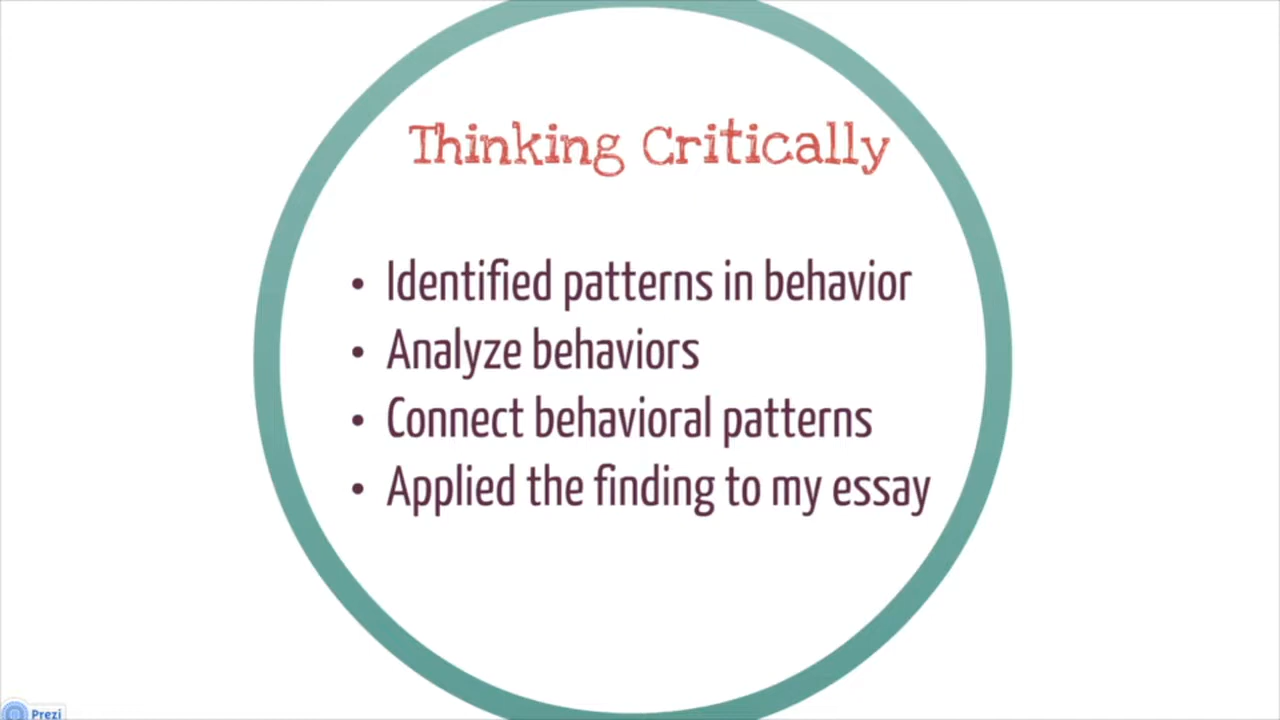 Thinking Critically
• Identified patterns in behavior
• Analyze behaviors
• Connect behavioral patterns
• Applied the finding to my essay
Prezi